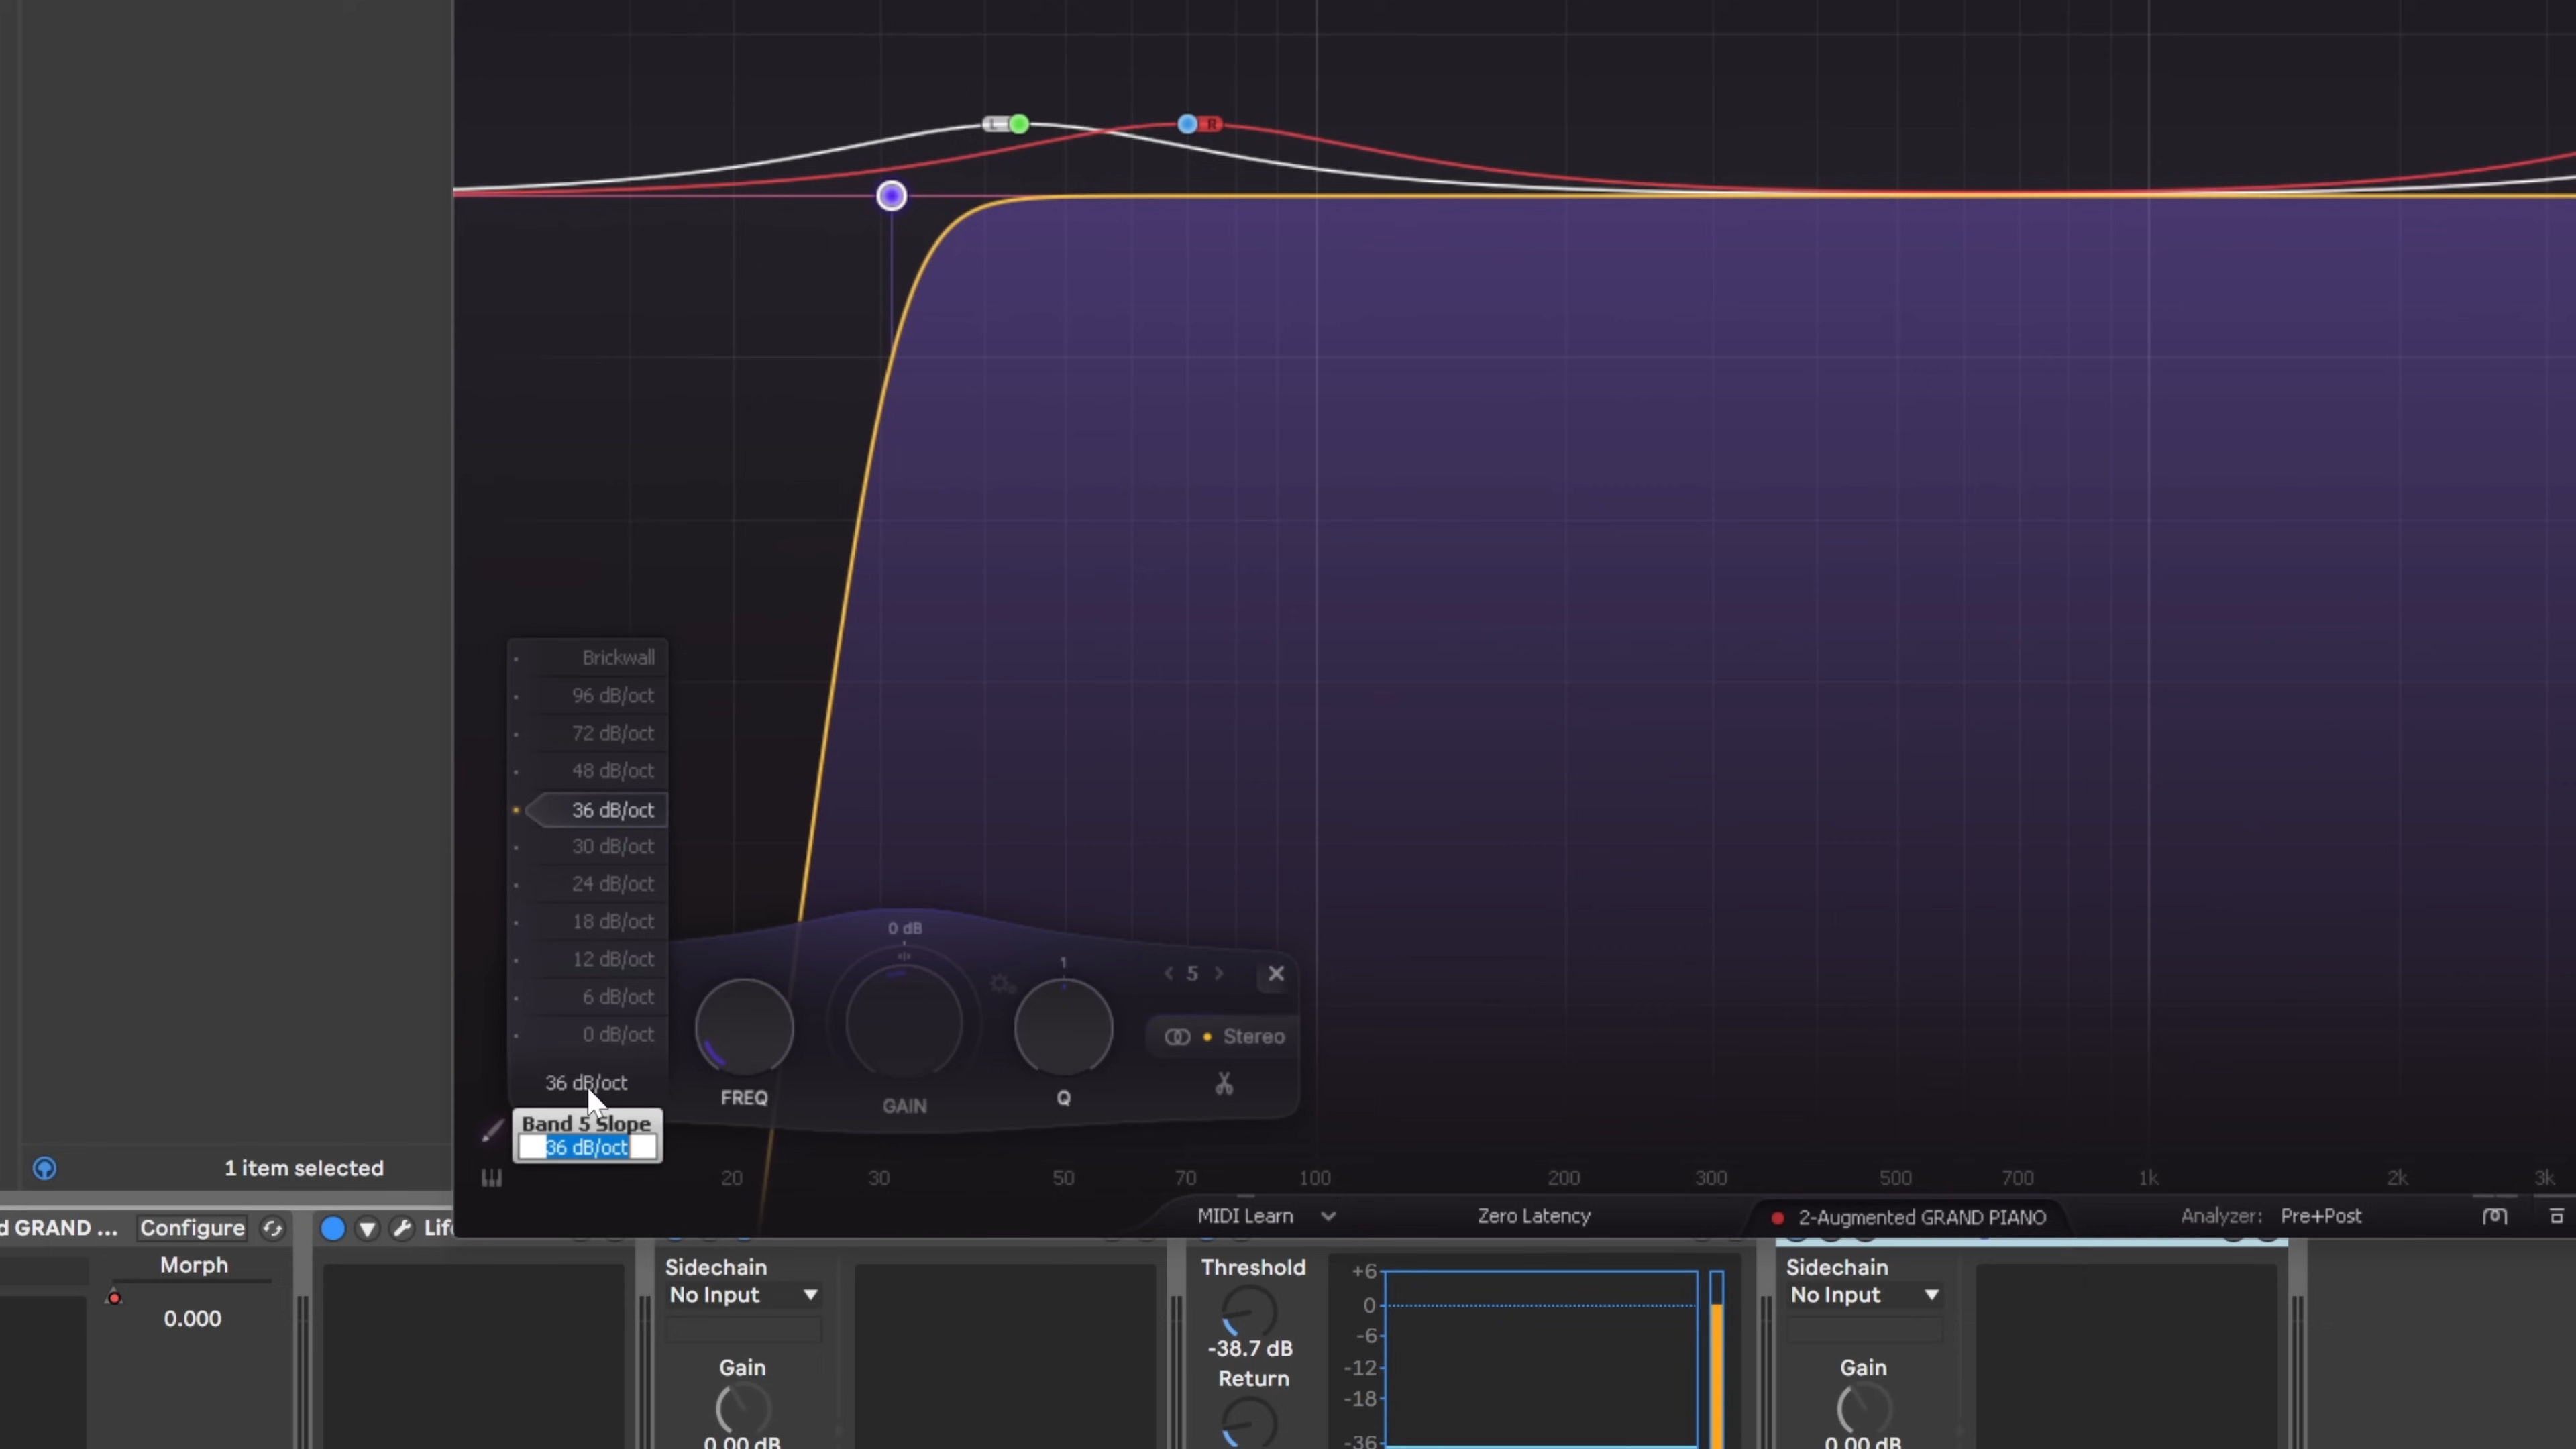 L
R
Brickwall
96 dB/oct
72 dB/oct
48 dB/oct
36 dB/oct
30 dB/oct
24 dB/oct
18 dB/oct
12 dB/oct
6 dB/oct
0 dB/oct
36 dB/oct
Band 5 Slope
36 dB/oct
0 dB
1
5
Stereo
FREQ
GAIN
Q
20 30 50 70 100 200 300 500 700 1k 2k 3k
1 item selected
MIDI Learn
Zero Latency
2-Augmented GRAND PIANO
Analyzer: Pre+Post
d GRAND ...
Configure
Morph
0.000
Sidechain
No Input
Gain
0.00 dB
Threshold
-38.7 dB
Return
+6
0
-6
-12
-18
-36
Sidechain
No Input
Gain
0.00 dB